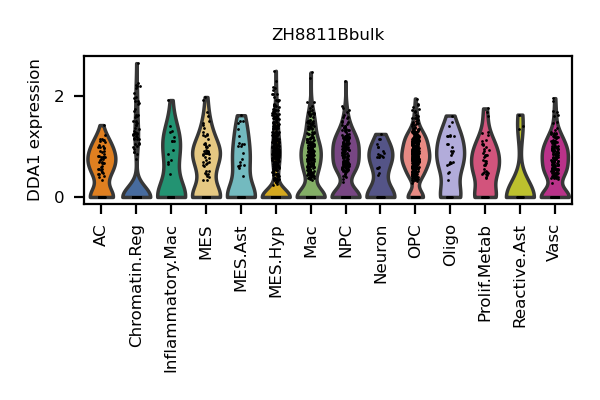 ZH8811Bbulk
DDA1 expression
2
0
AC
Chromatin.Reg
Inflammatory.Mac
MES
MES.Ast
MES.Hyp
Mac
NPC
Neuron
OPC
Oligo
Prolif.Metab
Reactive.Ast
Vasc